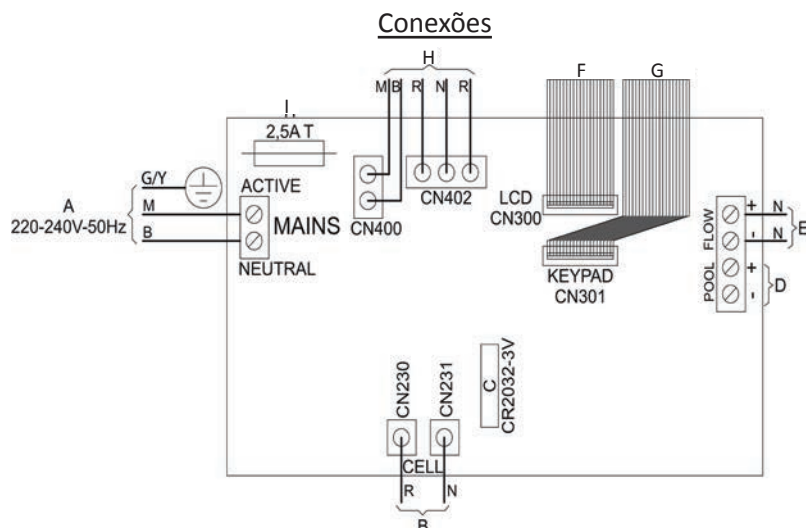 Conexões
H
F
G
M B R N R
I.
2,5A T
G/Y
ACTIVE
A
M
220-240V-50Hz
MAINS
B
NEUTRAL
CN400
CN402
LCD
CN300
KEYPAD
CN301
FLOW
+ N
- N
E
POOL
+
-
D
CN230
CN231
C
CR2032-3V
CELL
R N
B